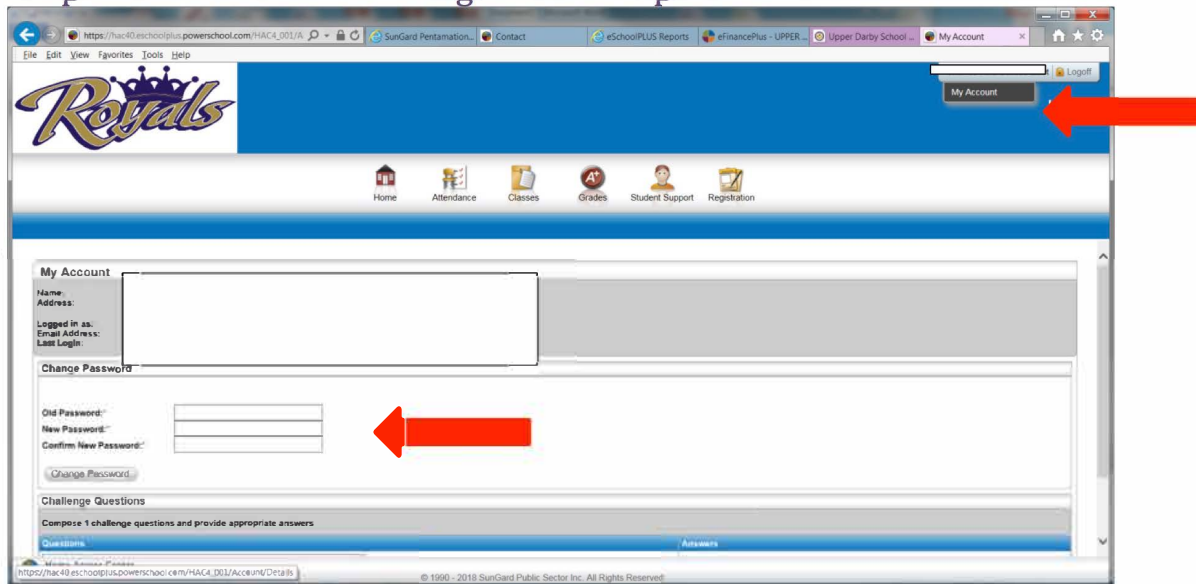 https://hac40.eschoolplus.powerschool.com/HAC4_001/A
SunGard Pentamation...
Contact
eSchoolPLUS Reports
eFinancePlus - UPPER ...
Upper Darby School ...
My Account
File Edit View Favorites Tools Help
Royals
Logoff
My Account
A+
Home Attendance Classes Grades Student Support Registration
My Account
Name:
Address:
Logged in as:
Email Address:
Last Login:
Change Password
Old Password:*
New Password:*
Confirm New Password:*
Change Password
Challenge Questions
Compose 1 challenge questions and provide appropriate answers
Questions Answers
https://hac40.eschoolplus.powerschool.com/HAC4_001/Account/Details
© 1990 - 2018 SunGard Public Sector Inc. All Rights Reserved